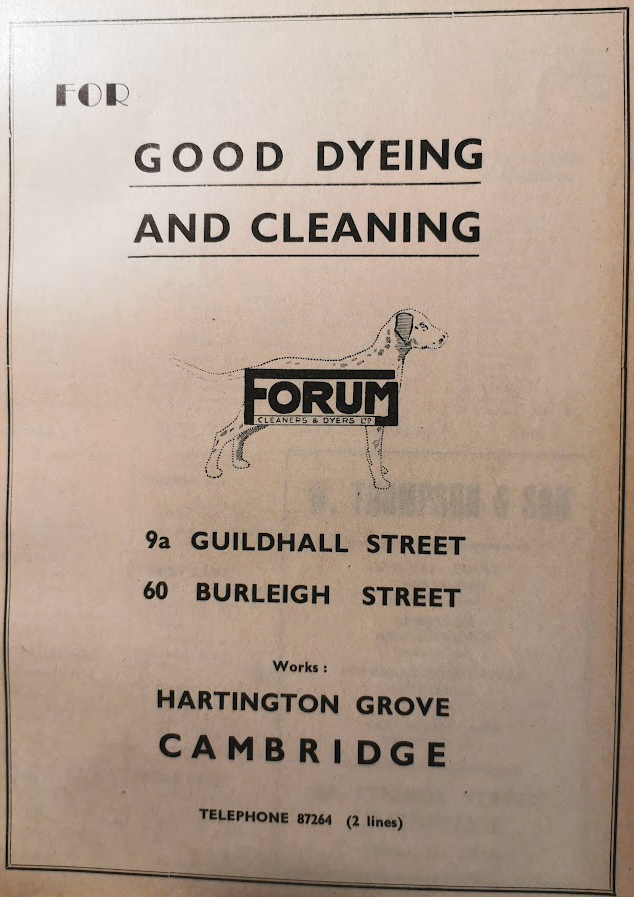 FOR
GOOD DYEING
AND CLEANING
FORUM
CLEANERS & DYERS LTD
9a GUILDHALL STREET
60 BURLEIGH STREET
Works :
HARTINGTON GROVE
CAMBRIDGE
TELEPHONE 87264 (2 lines)